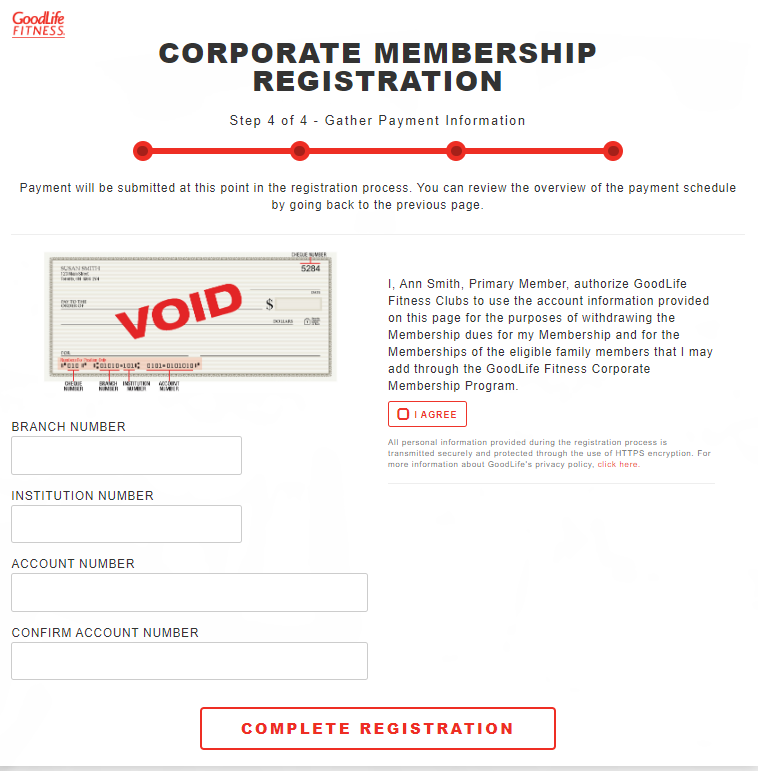 GoodLife
FITNESS
CORPORATE MEMBERSHIP
REGISTRATION
Step 4 of 4 - Gather Payment Information
Payment will be submitted at this point in the registration process. You can review the overview of the payment schedule
by going back to the previous page.
CHEQUE NUMBER
SUSAN SMITH
5284
DATE
PAY TO THE
ORDER OF
$
VOID
DOLLARS
FOR
CHEQUE
NUMBER
BRANCH
NUMBER
INSTITUTION
NUMBER
ACCOUNT
NUMBER
I, Ann Smith, Primary Member, authorize GoodLife
Fitness Clubs to use the account information provided
on this page for the purposes of withdrawing the
Membership dues for my Membership and for the
Memberships of the eligible family members that I may
add through the GoodLife Fitness Corporate
Membership Program.
I AGREE
All personal information provided during the registration process is
transmitted securely and protected through the use of HTTPS encryption. For
more information about GoodLife's privacy policy, click here.
BRANCH NUMBER
INSTITUTION NUMBER
ACCOUNT NUMBER
CONFIRM ACCOUNT NUMBER
COMPLETE REGISTRATION